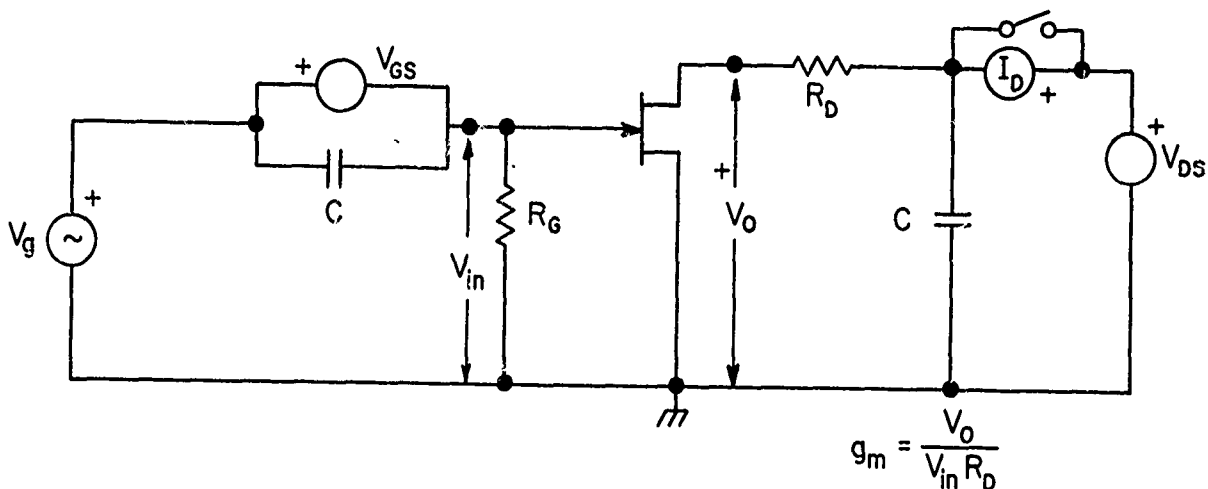 + V_GS
I_D
+
R_D
+
V_DS
+
C
R_G
+
V_O
C
V_g
~
V_in
g_m = V_O / V_in R_D